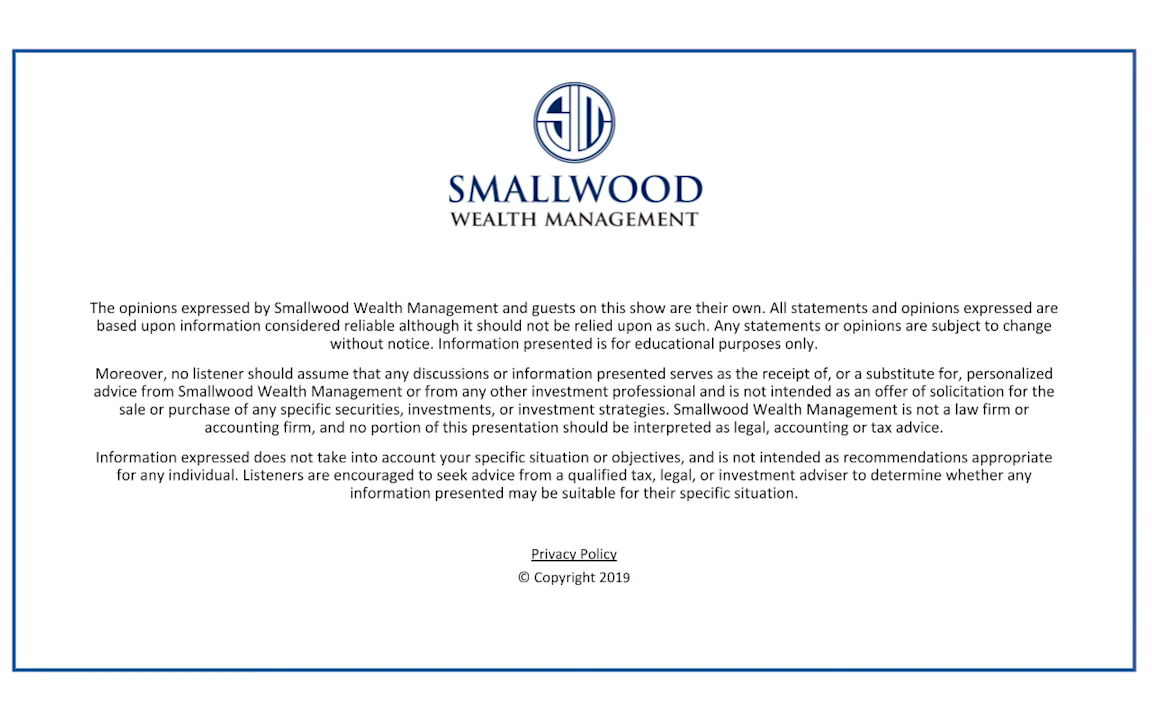 SMALLWOOD
WEALTH MANAGEMENT
The opinions expressed by Smallwood Wealth Management and guests on this show are their own. All statements and opinions expressed are
based upon information considered reliable although it should not be relied upon as such. Any statements or opinions are subject to change
without notice. Information presented is for educational purposes only.
Moreover, no listener should assume that any discussions or information presented serves as the receipt of, or a substitute for, personalized
advice from Smallwood Wealth Management or from any other investment professional and is not intended as an offer of solicitation for the
sale or purchase of any specific securities, investments, or investment strategies. Smallwood Wealth Management is not a law firm or
accounting firm, and no portion of this presentation should be interpreted as legal, accounting or tax advice.
Information expressed does not take into account your specific situation or objectives, and is not intended as recommendations appropriate
for any individual. Listeners are encouraged to seek advice from a qualified tax, legal, or investment adviser to determine whether any
information presented may be suitable for their specific situation.
Privacy Policy
© Copyright 2019